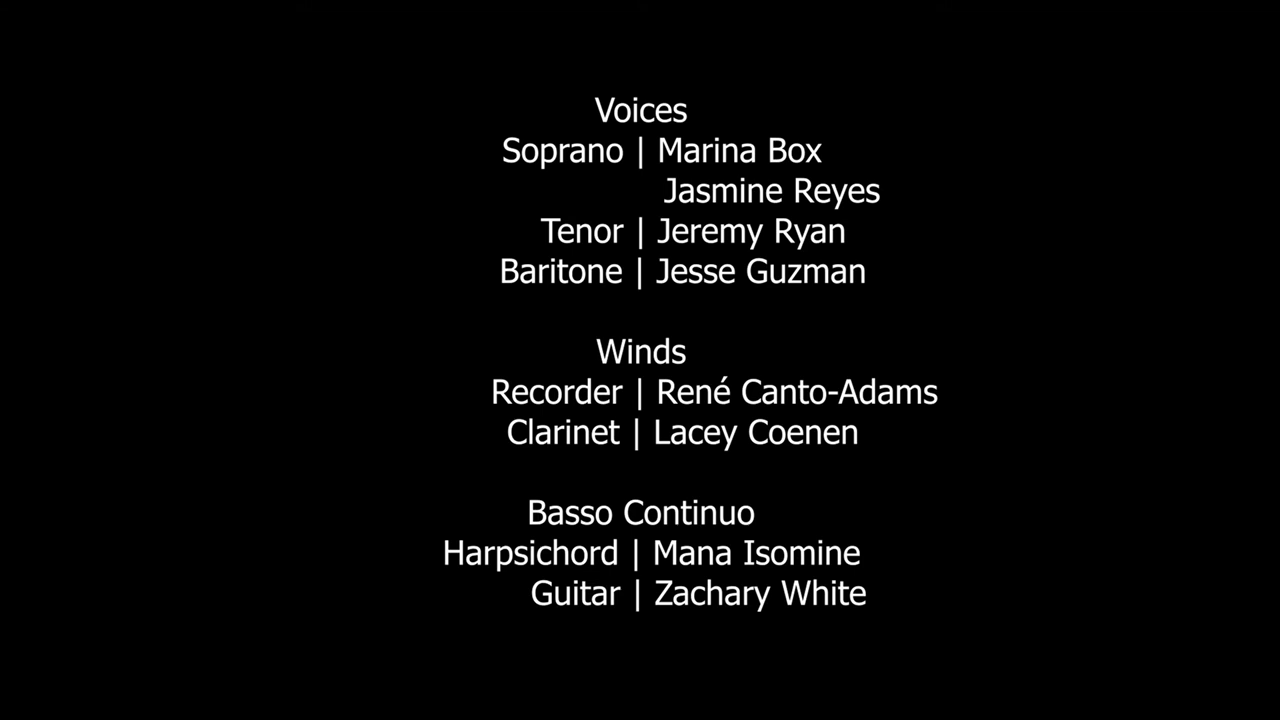 Voices
Soprano | Marina Box
Jasmine Reyes
Tenor | Jeremy Ryan
Baritone | Jesse Guzman
Winds
Recorder | René Canto-Adams
Clarinet | Lacey Coenen
Basso Continuo
Harpsichord | Mana Isomine
Guitar | Zachary White